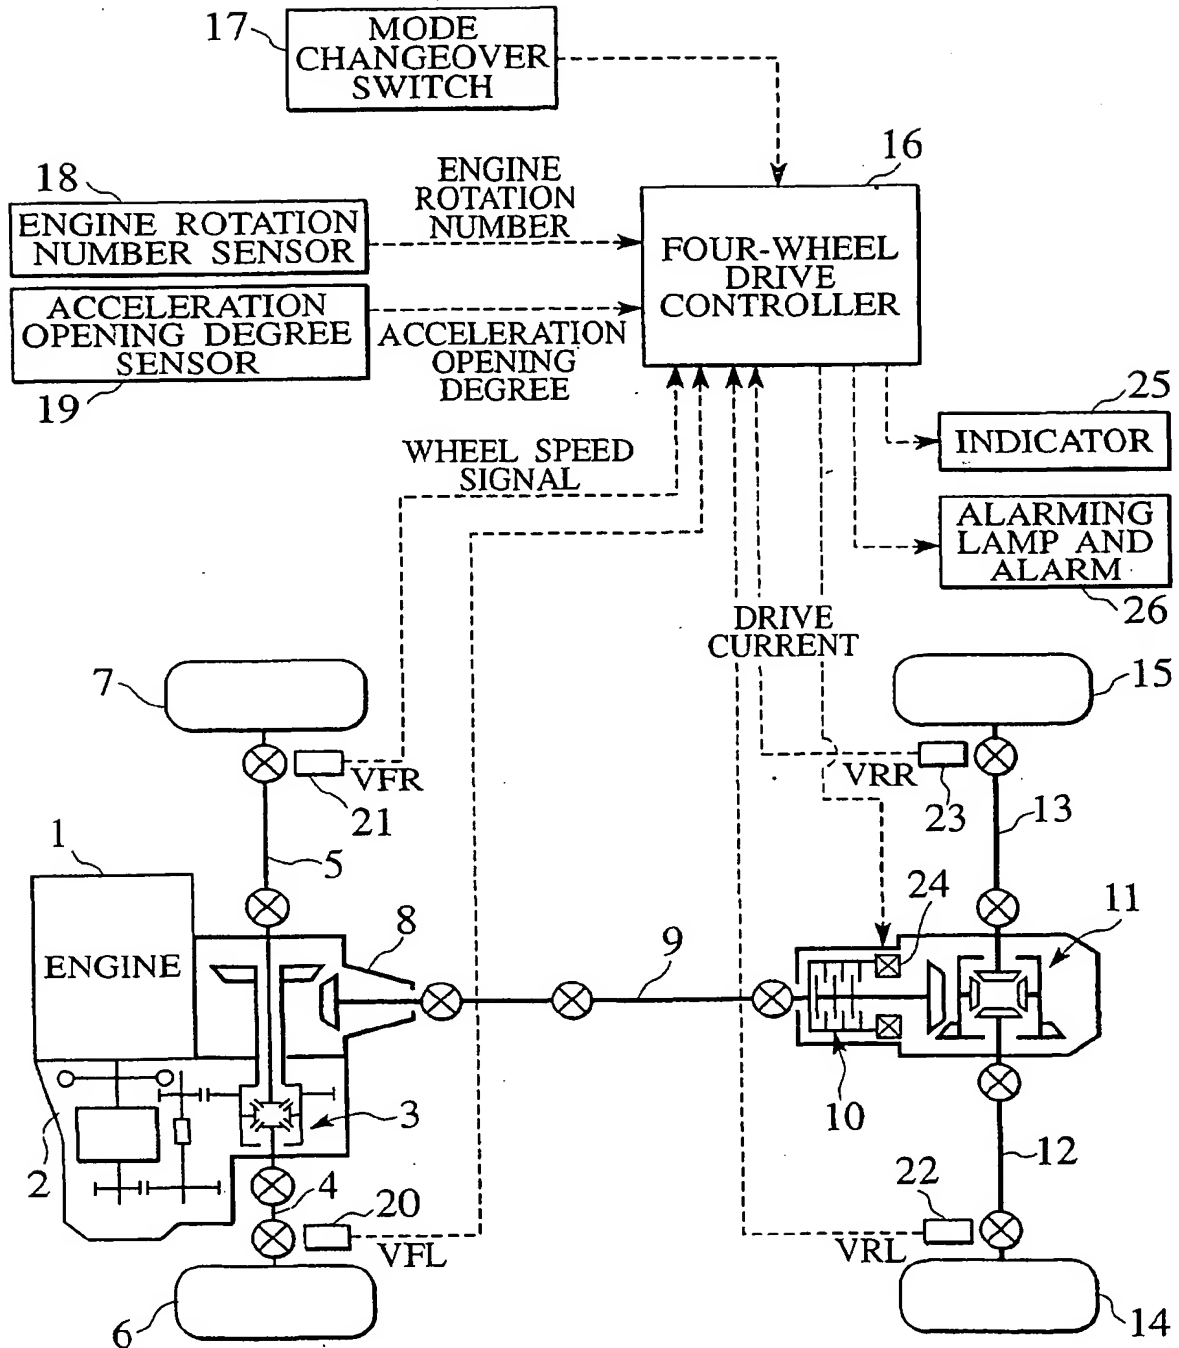 17
MODE
CHANGEOVER
SWITCH
16
18
ENGINE ROTATION
NUMBER SENSOR
ENGINE
ROTATION
NUMBER
FOUR-WHEEL
DRIVE
CONTROLLER
ACCELERATION
OPENING DEGREE
SENSOR
19
ACCELERATION
OPENING
DEGREE
25
INDICATOR
WHEEL SPEED
SIGNAL
ALARMING
LAMP AND
ALARM
26
DRIVE
CURRENT
7
15
VFR
21
VRR
23
13
1
5
24
11
8
9
ENGINE
10
3
2
4
12
20
22
VFL
VRL
6
14